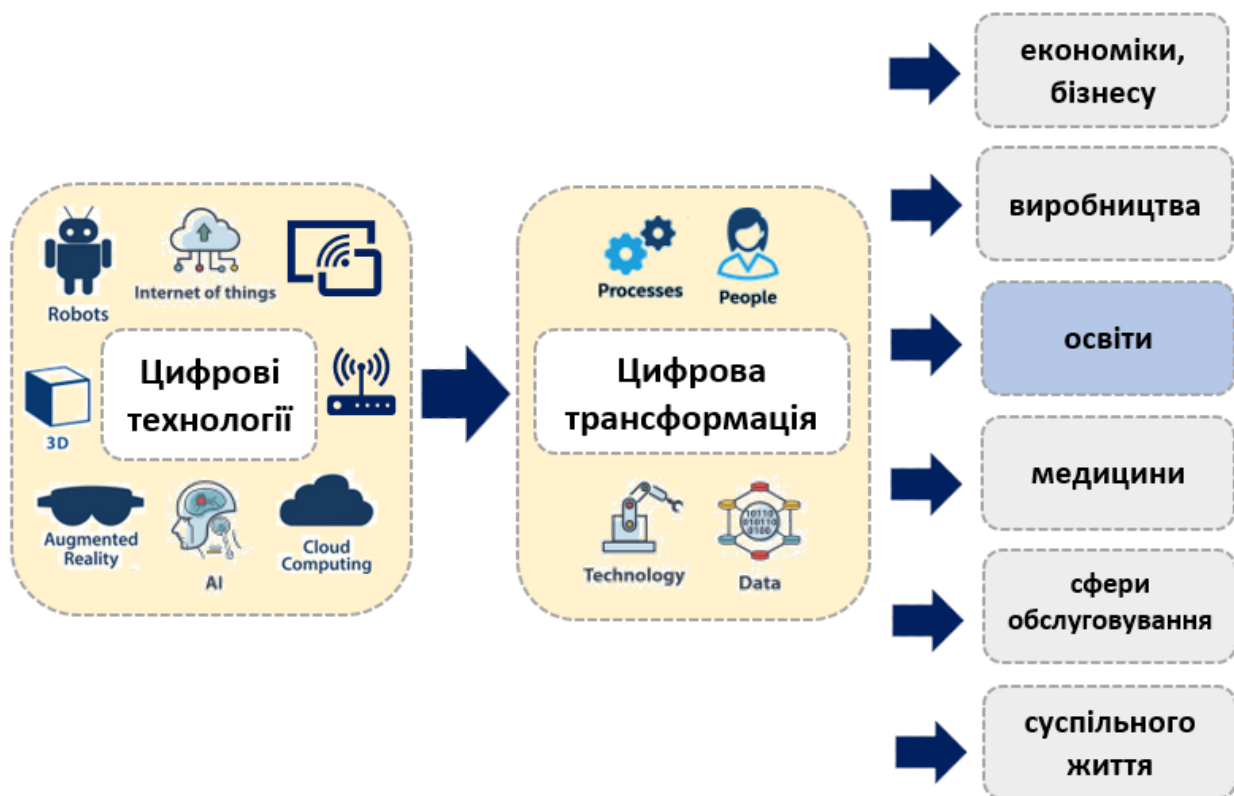 Robots
Internet of things
Цифрові
технології
3D
Augmented
Reality
AI
Cloud
Computing
Processes
People
Цифрова
трансформація
Technology
Data
10110
010110
0100
економіки,
бізнесу
виробництва
освіти
медицини
сфери
обслуговування
суспільного
життя